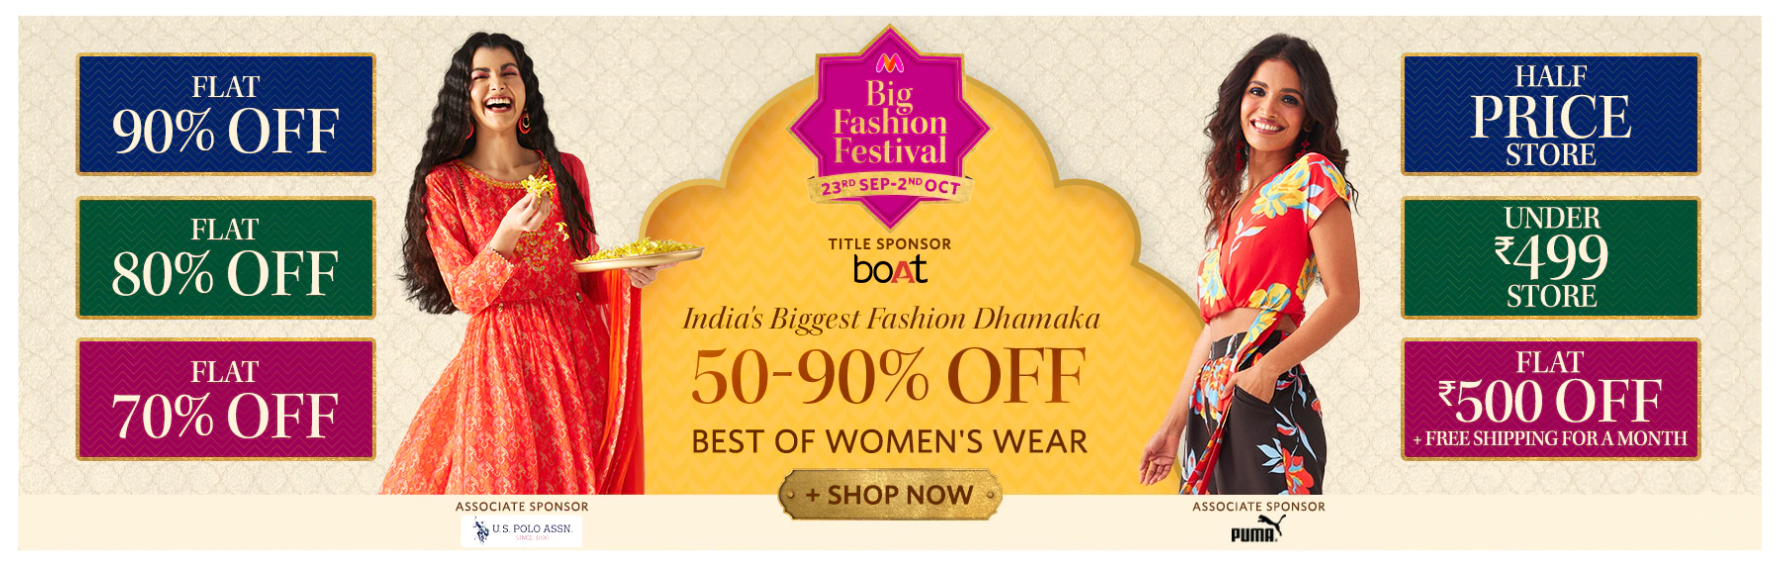 FLAT
90% OFF
FLAT
80% OFF
FLAT
70% OFF
Big
Fashion
Festival
23RD SEP-2ND OCT
TITLE SPONSOR
boAt
India's Biggest Fashion Dhamaka
50-90% OFF
BEST OF WOMEN'S WEAR
+ SHOP NOW
HALF
PRICE
STORE
UNDER
₹499
STORE
FLAT
₹500 OFF
+ FREE SHIPPING FOR A MONTH
ASSOCIATE SPONSOR
U.S. POLO ASSN.
SINCE 1890
ASSOCIATE SPONSOR
PUMA